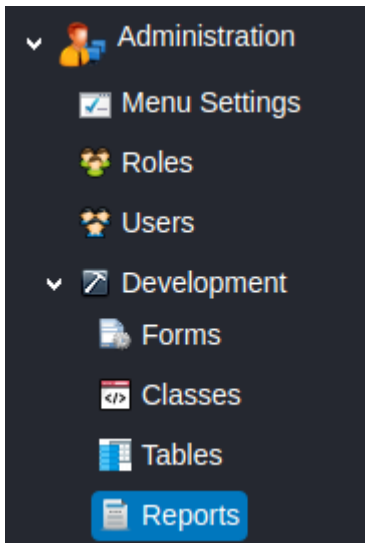 Administration
Menu Settings
Roles
Users
Development
Forms
Classes
Tables
Reports